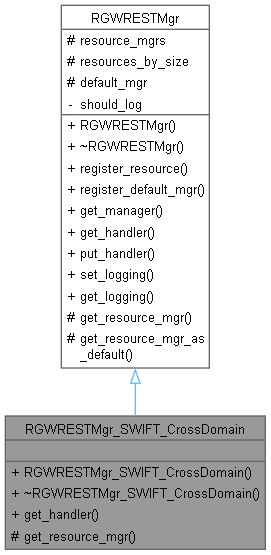 RGWRESTMgr
# resource_mgrs
# resources_by_size
# default_mgr
- should_log
+ RGWRESTMgr()
+ ~RGWRESTMgr()
+ register_resource()
+ register_default_mgr()
+ get_manager()
+ get_handler()
+ put_handler()
+ set_logging()
+ get_logging()
# get_resource_mgr()
# get_resource_mgr_as
_default()
RGWRESTMgr_SWIFT_CrossDomain
+ RGWRESTMgr_SWIFT_CrossDomain()
+ ~RGWRESTMgr_SWIFT_CrossDomain()
+ get_handler()
# get_resource_mgr()